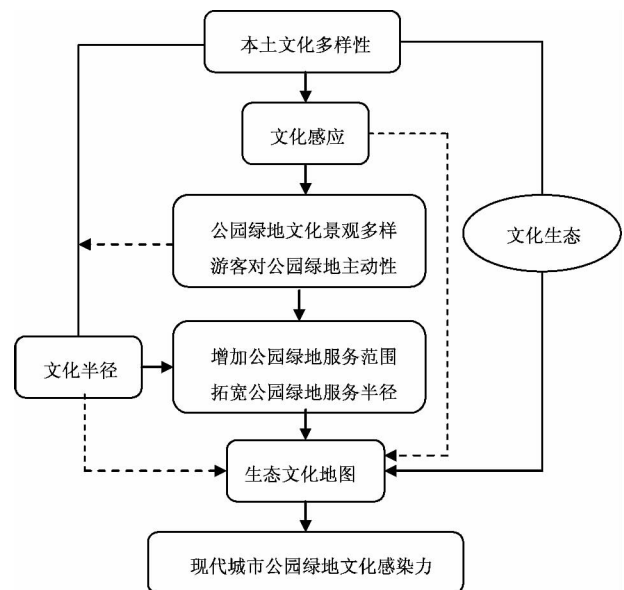 本土文化多样性
文化感应
公园绿地文化景观多样
游客对公园绿地主动性
文化生态
增加公园绿地服务范围
拓宽公园绿地服务半径
文化半径
生态文化地图
现代城市公园绿地文化感染力